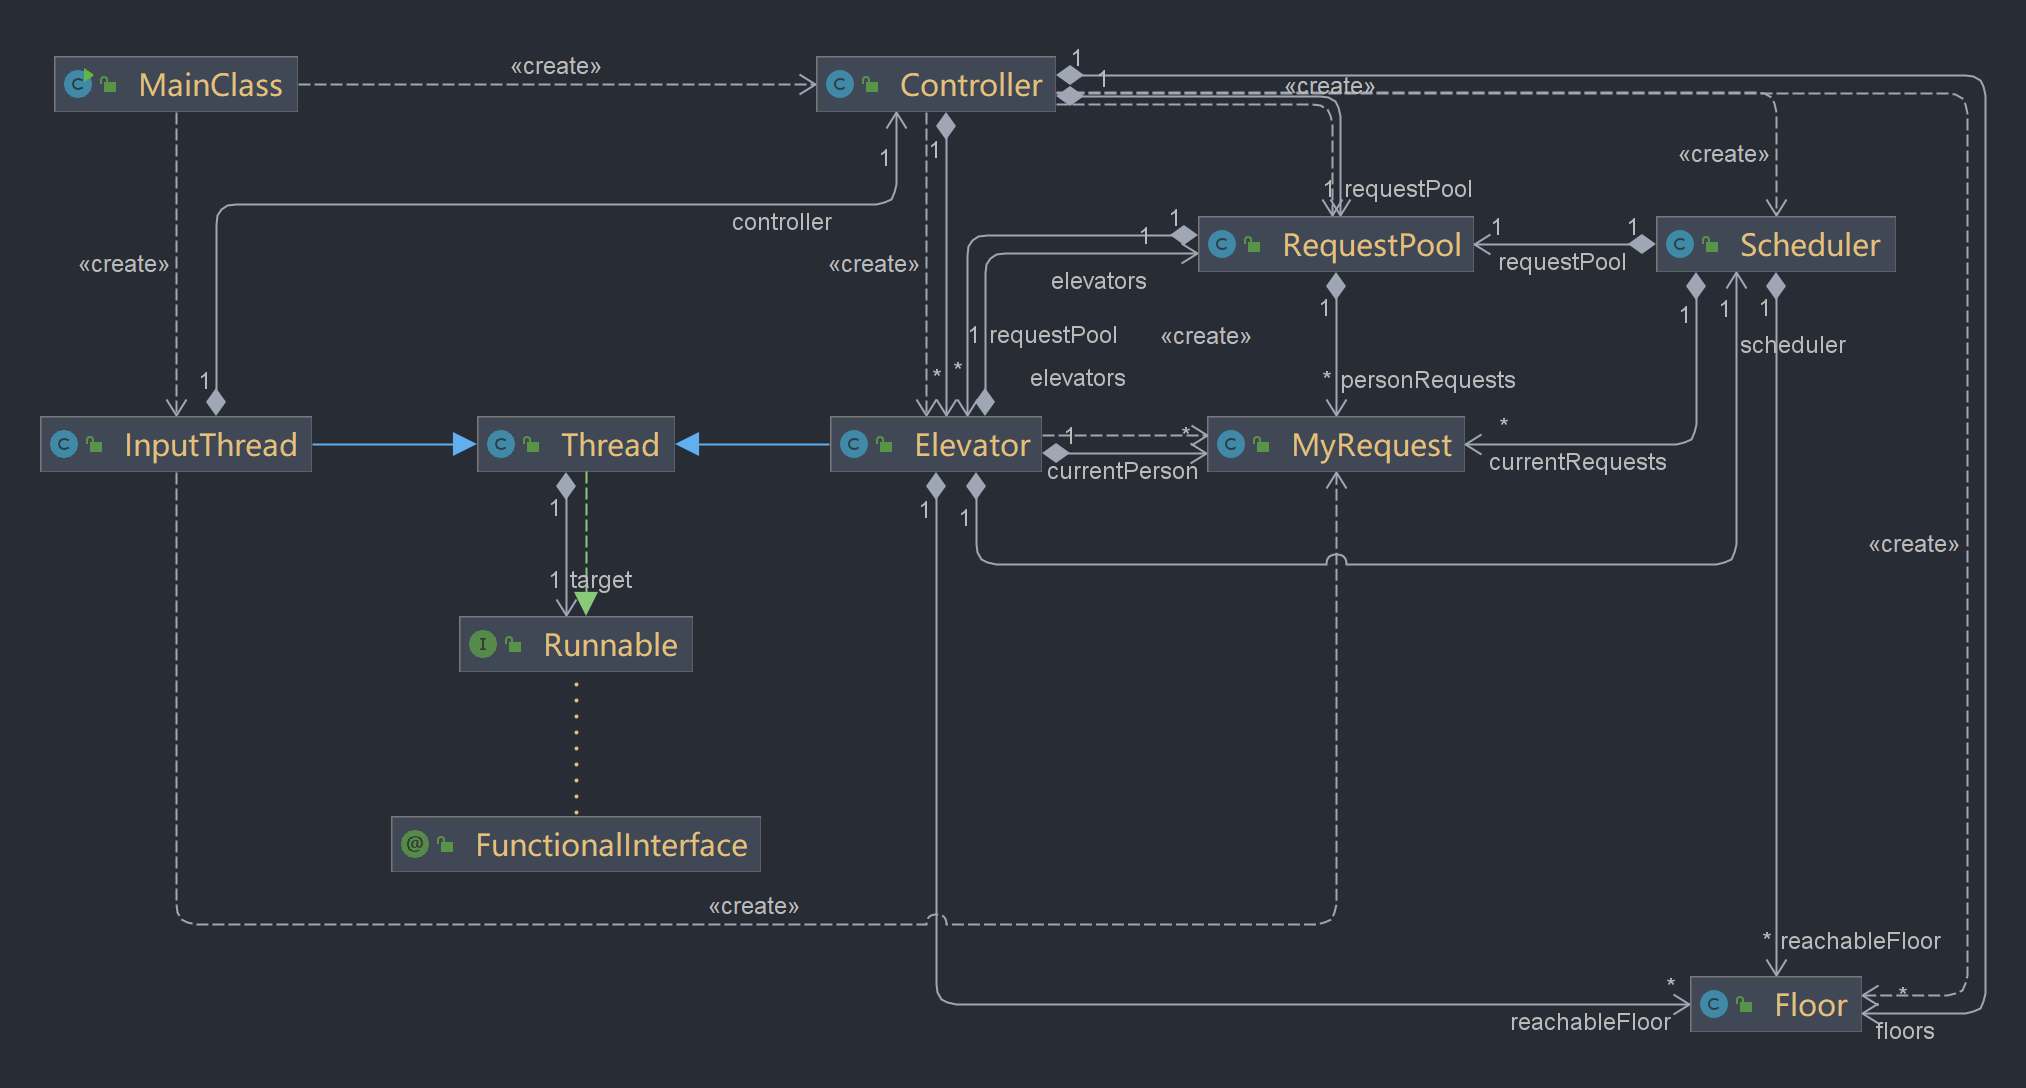 1
«create»
MainClass
Controller
1
«create»
1
1
«create»
1 requestPool
controller
1
1
1
1
«create»
«create»
RequestPool
Scheduler
elevators
requestPool
1
1
1
1
1 requestPool
«create»
scheduler
*
*
elevators
* personRequests
1
*
InputThread
Thread
Elevator
1
*
MyRequest
currentPerson
currentRequests
1
1
1
«create»
1 target
Runnable
FunctionalInterface
«create»
* reachableFloor
*
*
Floor
reachableFloor
floors